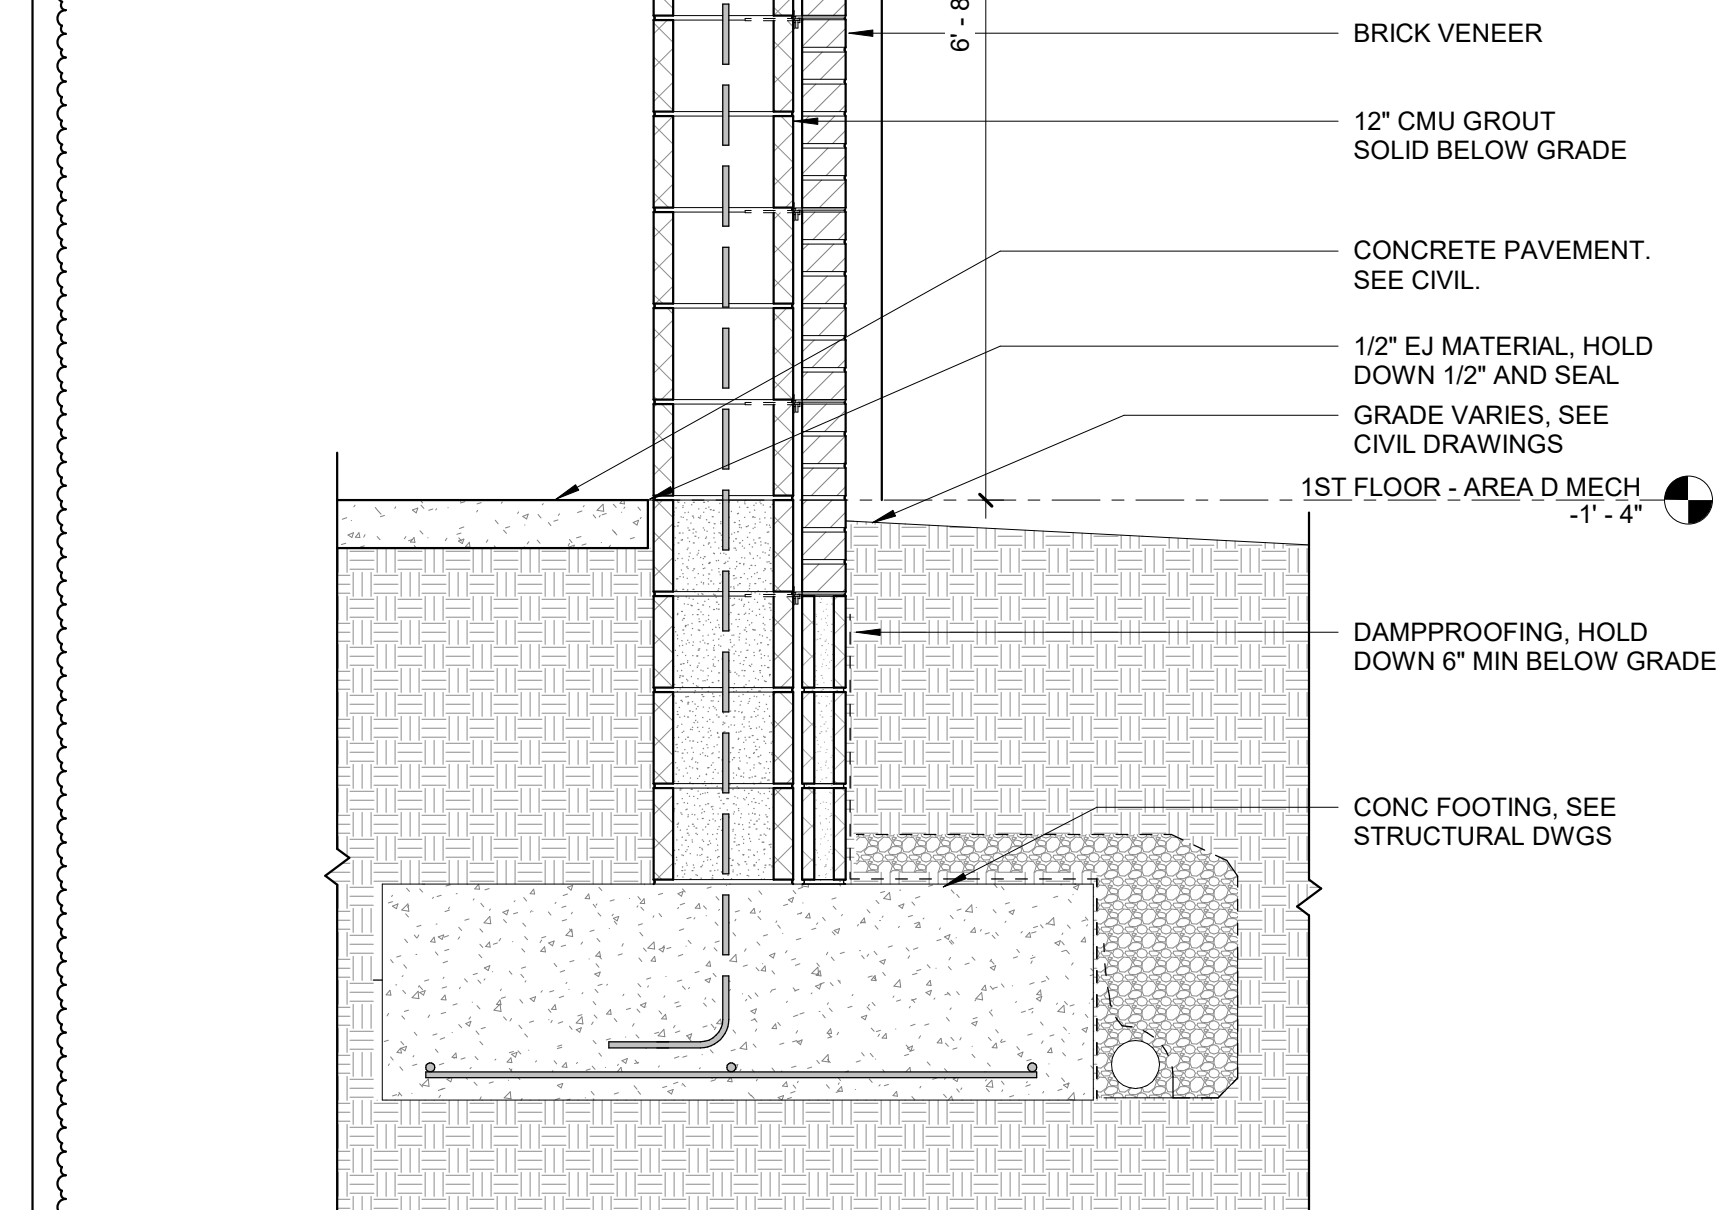 6' - 8
BRICK VENEER
12" CMU GROUT
SOLID BELOW GRADE
CONCRETE PAVEMENT.
SEE CIVIL.
1/2" EJ MATERIAL, HOLD
DOWN 1/2" AND SEAL
GRADE VARIES, SEE
CIVIL DRAWINGS
1ST FLOOR - AREA D MECH
-1' - 4"
DAMPPROOFING, HOLD
DOWN 6" MIN BELOW GRADE
CONC FOOTING, SEE
STRUCTURAL DWGS